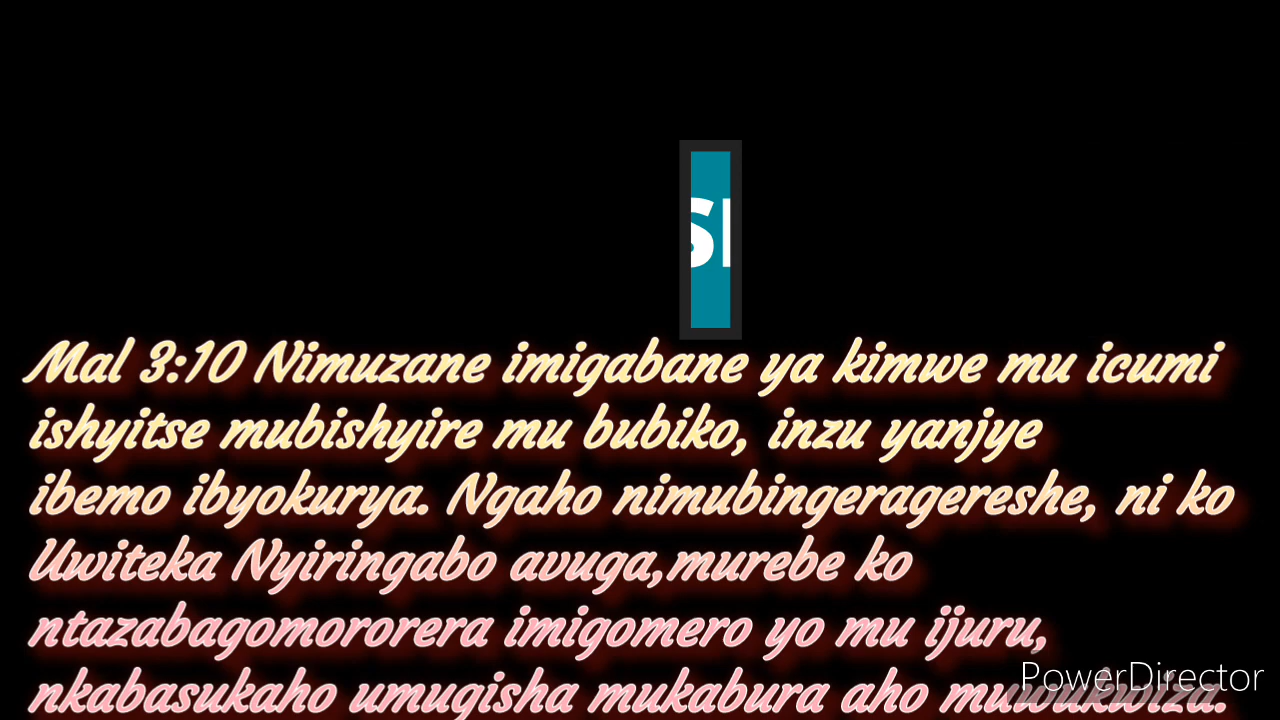 Mal 3:10 Nimuzane imigabane ya kimwe mu icumi
ishyitse mubishyire mu bubiko, inzu yanjye
ibemo ibyokurya. Ngaho nimubingeragereshe, ni ko
Uwiteka Nyiringabo avuga,murebe ko
ntazabagomororera imigomero yo mu ijuru,
nkabasukaho umugisha mukabura aho muwukwiza.
PowerDirector